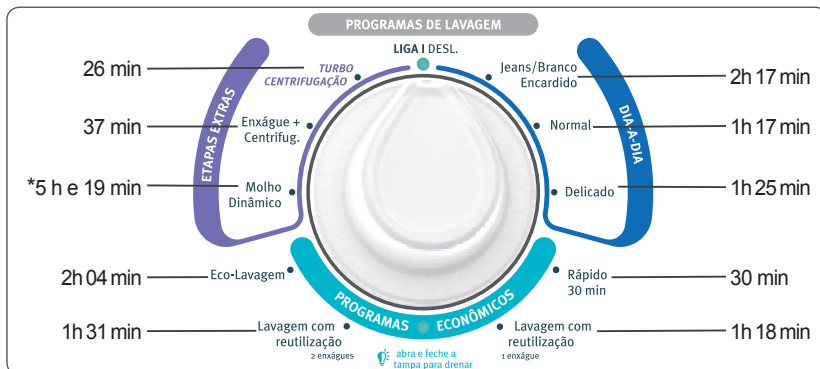 PROGRAMAS DE LAVAGEM
LIGA I DESL.
26 min
TURBO
CENTRIFUGAÇÃO
37 min
Enxágue +
Centrifug.
*5 h e 19 min
Molho
Dinâmico
ETAPAS EXTRAS
Jeans/Branco
Encardido
2h 17 min
Normal
1h 17 min
Delicado
1h 25 min
DIA-A-DIA
2h 04 min
Eco-Lavagem
1h 31 min
Lavagem com
reutilização
2 enxágues
PROGRAMAS ECONÔMICOS
abra e feche a
tampa para drenar
Rápido
30 min
30 min
Lavagem com
reutilização
1 enxágue
1h 18 min